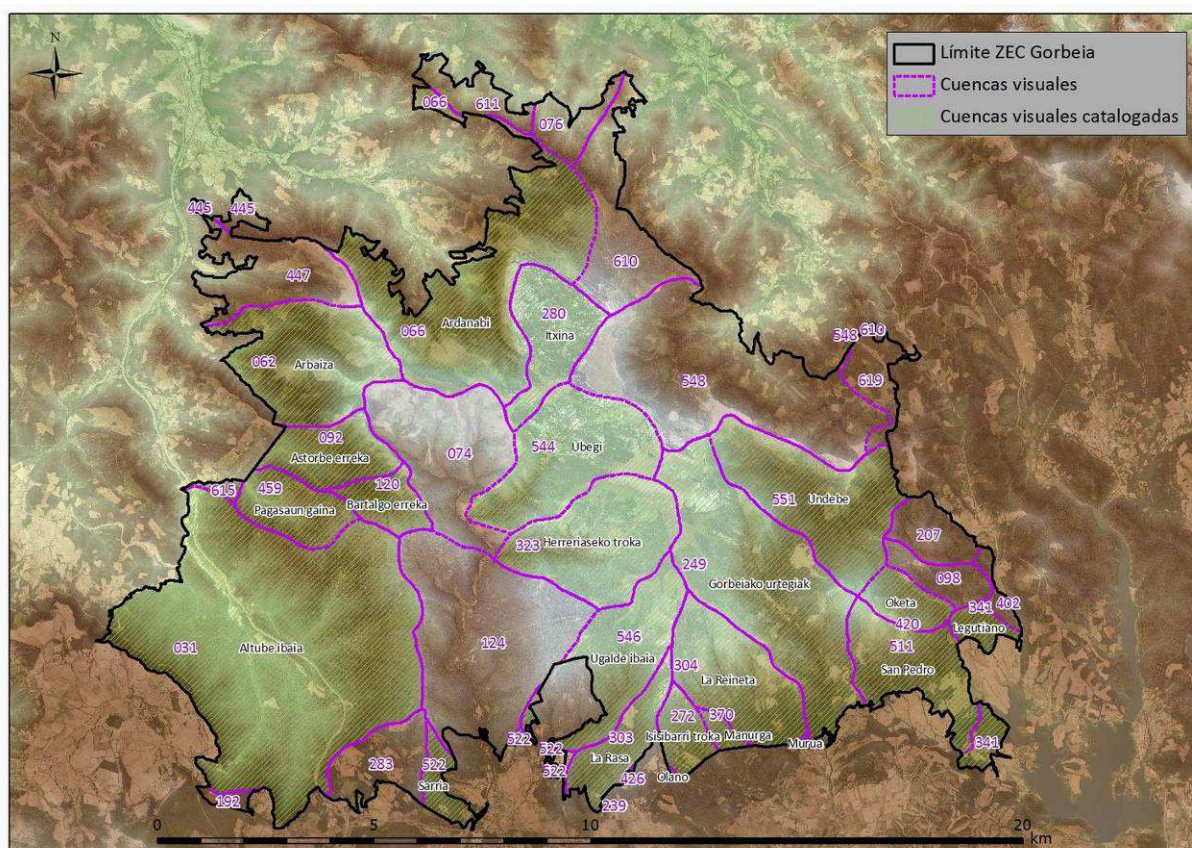 N
Límite ZEC Gorbeia
Cuencas visuales
Cuencas visuales catalogadas
066
611
076
445
445
447
610
280
Itxina
Ardanabi
066
062
Arbaiza
548
610
548
619
092
Astorbe erreka
074
544
Ubegi
615
459
120
Pagasaun gaina
Bartalgo erreka
551
Undebe
323
Herreriaseko troka
207
249
Gorbeiako urtegiak
098
Oketa
341
402
031
Altube ibaia
124
546
Ugalde ibaia
420
Legutiano
511
San Pedro
304
La Reineta
272
370
Isisibarri troka
Manurga
Murua
341
522
303
522
522
La Rasa
426
Olano
239
283
522
Sarria
192
0
5
10
20
km